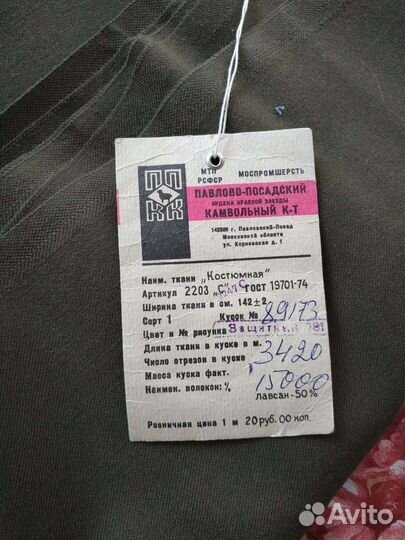 ППКК
МТП РСФСР МОСПРОМШЕРСТЬ
ПАВЛОВО-ПОСАДСКИЙ
ОРДЕНА КРАСНОЙ ЗВЕЗДЫ
КАМВОЛЬНЫЙ К-Т
142500 г. Павловский-Посад
Московской области
ул. Корневская д. 1
Наим. ткани „Костюмная"
Артикул 2203 „С" ГОСТ 19701-74
Ширина ткани в см. 142±2
Сорт 1 Кусок № 89173
Цвет и № рисунка Защитный
Длина ткани в куске в м. 3420
Число отрезов в куске
Масса куска факт. 15000
Наимен. волокон: %
лавсан-50%
Розничная цена 1 м 20 руб. 00 коп.
Avito